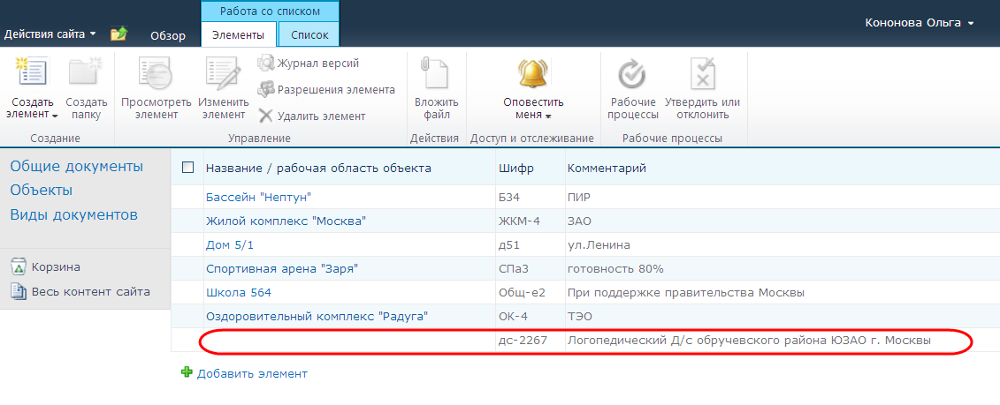 Работа со списком
Кононова Ольга
Действия сайта Обзор Элементы Список
Журнал версий
Разрешения элемента
Удалить элемент
Создать элемент
Создать папку
Просмотреть элемент
Изменить элемент
Вложить файл
Оповестить меня
Рабочие процессы
Утвердить или отклонить
Создание Управление Действия Доступ и отслеживание Рабочие процессы
Общие документы
Объекты
Виды документов
Корзина
Весь контент сайта
Название / рабочая область объекта Шифр Комментарий
Бассейн "Нептун" Б34 ПИР
Жилой комплекс "Москва" ЖКМ-4 ЗАО
Дом 5/1 д51 ул.Ленина
Спортивная арена "Заря" СПа3 готовность 80%
Школа 564 Общ-е2 При поддержке правительства Москвы
Оздоровительный комплекс "Радуга" ОК-4 ТЭО
дс-2267 Логопедический Д/с обручевского района ЮЗАО г. Москвы
Добавить элемент